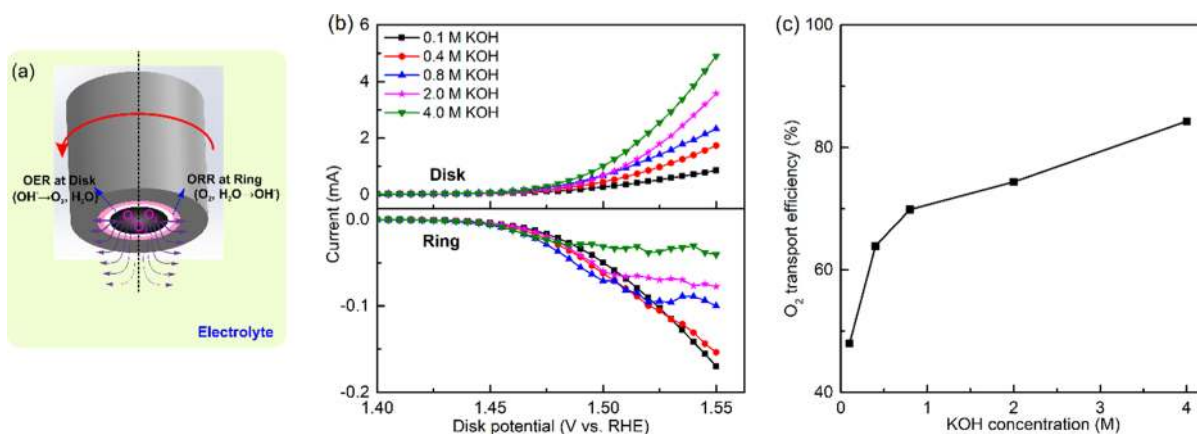 (a)
OER at Disk
(OH⁻→O₂, H₂O)
ORR at Ring
(O₂, H₂O→OH⁻)
Electrolyte
(b)
6
4
2
0
0.1 M KOH
0.4 M KOH
0.8 M KOH
2.0 M KOH
4.0 M KOH
Disk
Current (mA)
0.0
-0.1
-0.2
Ring
1.40 1.45 1.50 1.55
Disk potential (V vs. RHE)
(c)
100
80
60
40
O₂ transport efficiency (%)
0 1 2 3 4
KOH concentration (M)